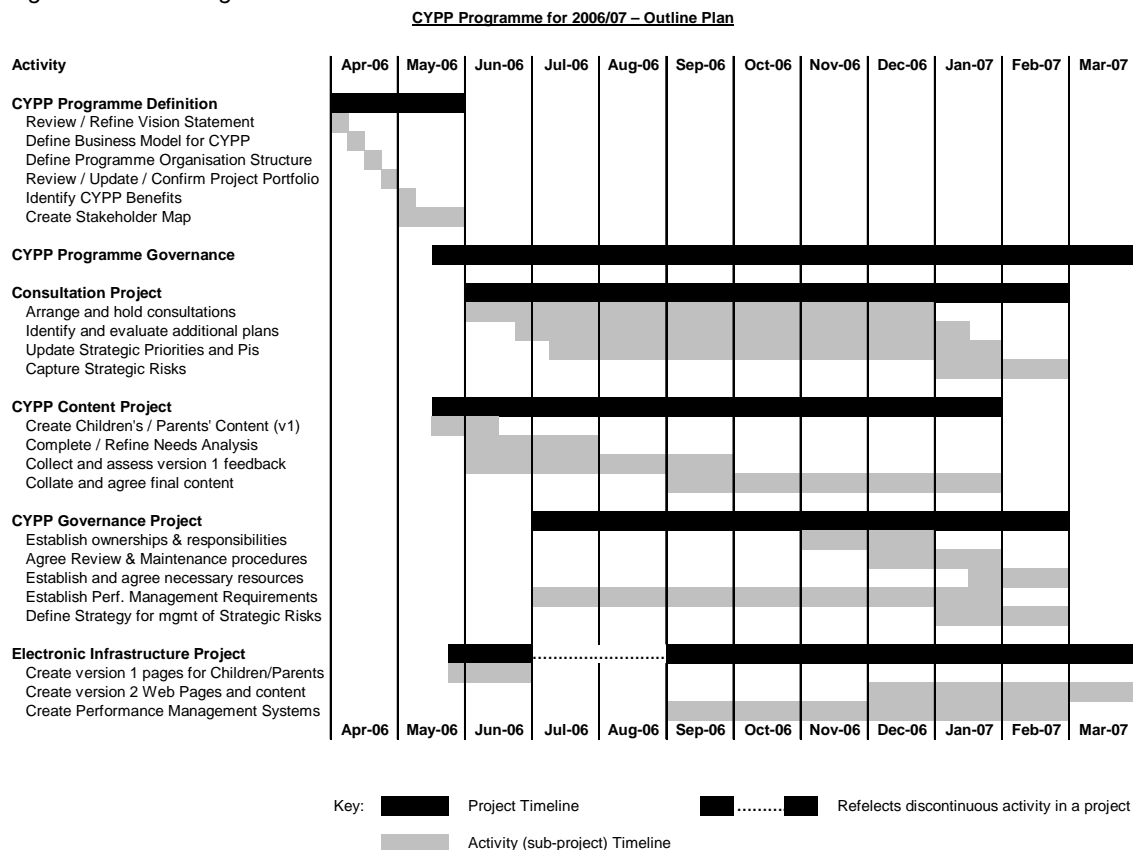 CYPP Programme for 2006/07 – Outline Plan
Activity Apr-06 May-06 Jun-06 Jul-06 Aug-06 Sep-06 Oct-06 Nov-06 Dec-06 Jan-07 Feb-07 Mar-07
CYPP Programme Definition
Review / Refine Vision Statement
Define Business Model for CYPP
Define Programme Organisation Structure
Review / Update / Confirm Project Portfolio
Identify CYPP Benefits
Create Stakeholder Map
CYPP Programme Governance
Consultation Project
Arrange and hold consultations
Identify and evaluate additional plans
Update Strategic Priorities and Pis
Capture Strategic Risks
CYPP Content Project
Create Children's / Parents' Content (v1)
Complete / Refine Needs Analysis
Collect and assess version 1 feedback
Collate and agree final content
CYPP Governance Project
Establish ownerships & responsibilities
Agree Review & Maintenance procedures
Establish and agree necessary resources
Establish Perf. Management Requirements
Define Strategy for mgmt of Strategic Risks
Electronic Infrastructure Project
Create version 1 pages for Children/Parents
Create version 2 Web Pages and content
Create Performance Management Systems
Apr-06 May-06 Jun-06 Jul-06 Aug-06 Sep-06 Oct-06 Nov-06 Dec-06 Jan-07 Feb-07 Mar-07
Key: Project Timeline Refelects discontinuous activity in a project
Activity (sub-project) Timeline